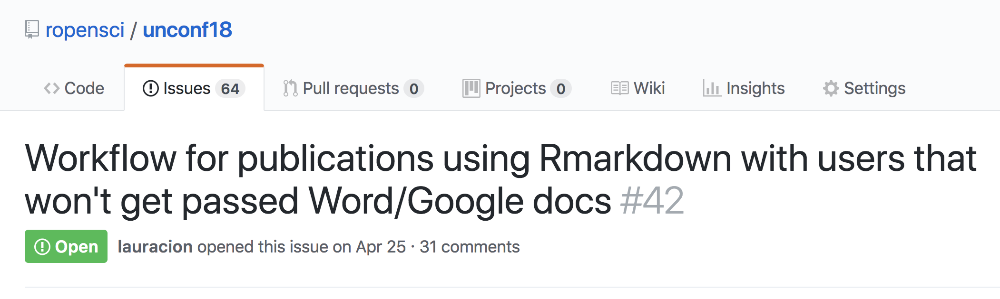 ropensci / unconf18
Code Issues 64 Pull requests 0 Projects 0 Wiki Insights Settings
Workflow for publications using Rmarkdown with users that
won't get passed Word/Google docs #42
Open lauracion opened this issue on Apr 25 · 31 comments